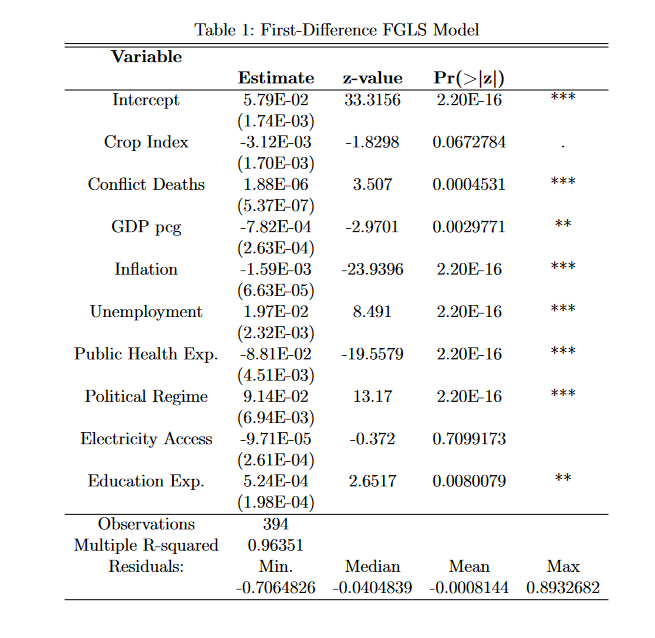 Table 1: First-Difference FGLS Model
Variable
Estimate z-value Pr(>|z|)
Intercept 5.79E-02 33.3156 2.20E-16 ***
(1.74E-03)
Crop Index -3.12E-03 -1.8298 0.0672784 .
(1.70E-03)
Conflict Deaths 1.88E-06 3.507 0.0004531 ***
(5.37E-07)
GDP pcg -7.82E-04 -2.9701 0.0029771 **
(2.63E-04)
Inflation -1.59E-03 -23.9396 2.20E-16 ***
(6.63E-05)
Unemployment 1.97E-02 8.491 2.20E-16 ***
(2.32E-03)
Public Health Exp. -8.81E-02 -19.5579 2.20E-16 ***
(4.51E-03)
Political Regime 9.14E-02 13.17 2.20E-16 ***
(6.94E-03)
Electricity Access -9.71E-05 -0.372 0.7099173
(2.61E-04)
Education Exp. 5.24E-04 2.6517 0.0080079 **
(1.98E-04)
Observations 394
Multiple R-squared 0.96351
Residuals: Min. Median Mean Max
-0.7064826 -0.0404839 -0.0008144 0.8932682